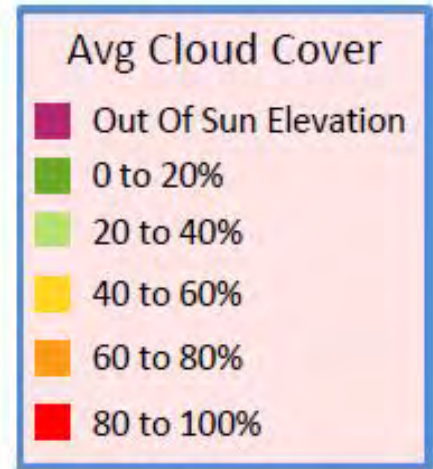 Avg Cloud Cover
Out Of Sun Elevation
0 to 20%
20 to 40%
40 to 60%
60 to 80%
80 to 100%